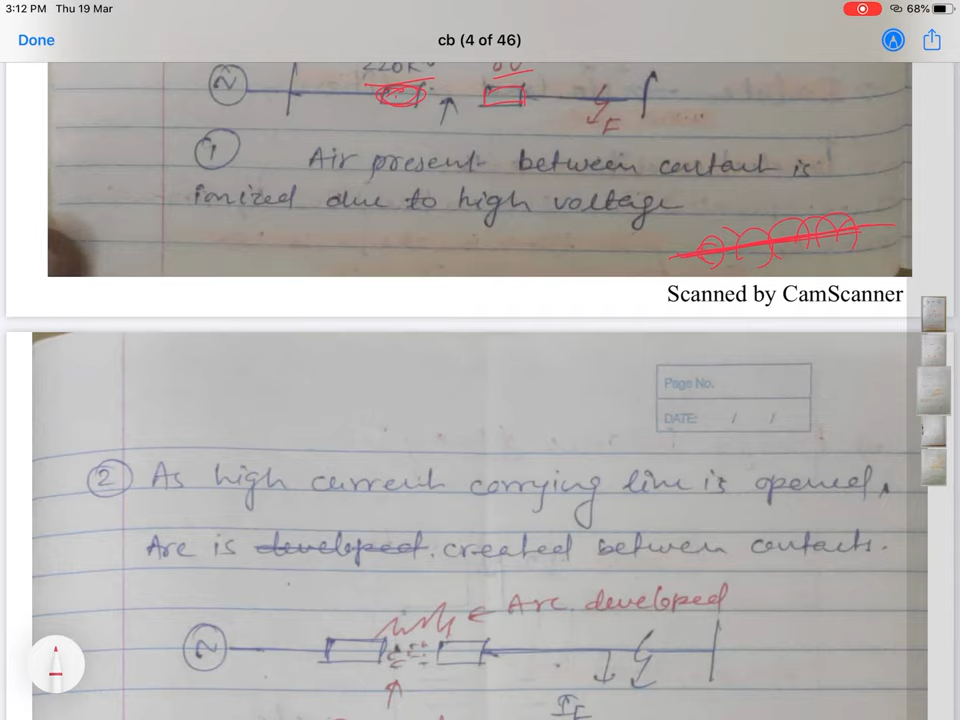 3:12 PM Thu 19 Mar
68%
Done
cb (4 of 46)
F
1
Air present between contact is
ionized due to high voltage
Scanned by CamScanner
Page No.
DATE: / /
2 As high current carrying line is opened,
Arc is developed. created between contacts.
← Arc developed
IF